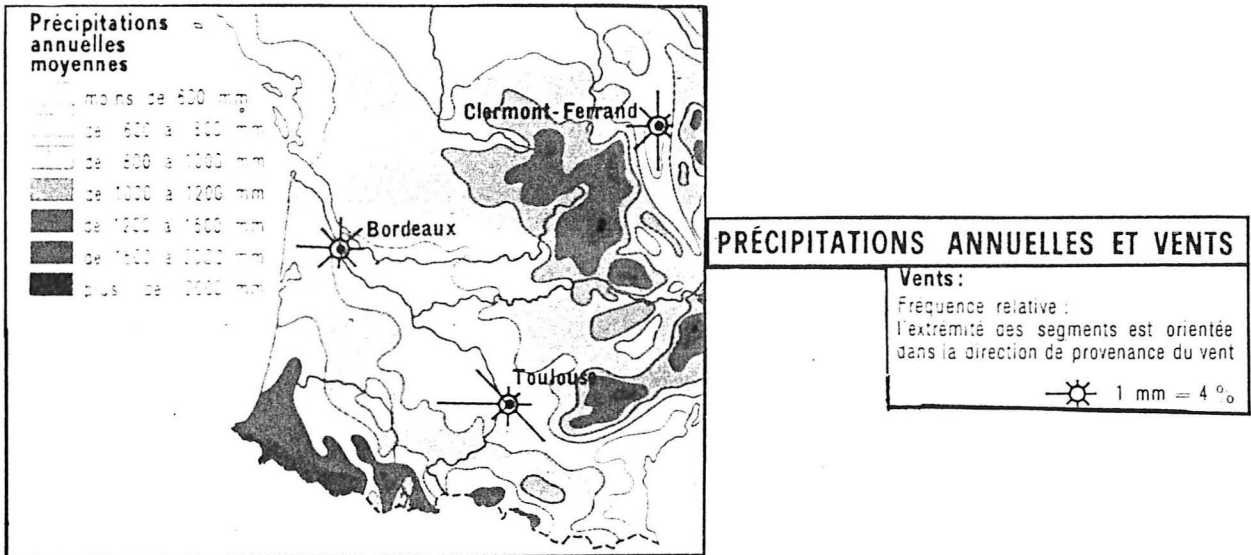 Précipitations
annuelles
moyennes
moins de 600 mm
de 600 à 800 mm
de 800 à 1000 mm
de 1000 à 1200 mm
de 1200 à 1600 mm
de 1600 à 2000 mm
plus de 2000 mm
Clermont-Ferrand
Bordeaux
Toulouse
PRÉCIPITATIONS ANNUELLES ET VENTS
Vents :
Fréquence relative :
l'extrémité des segments est orientée
dans la direction de provenance du vent
1 mm = 4 %